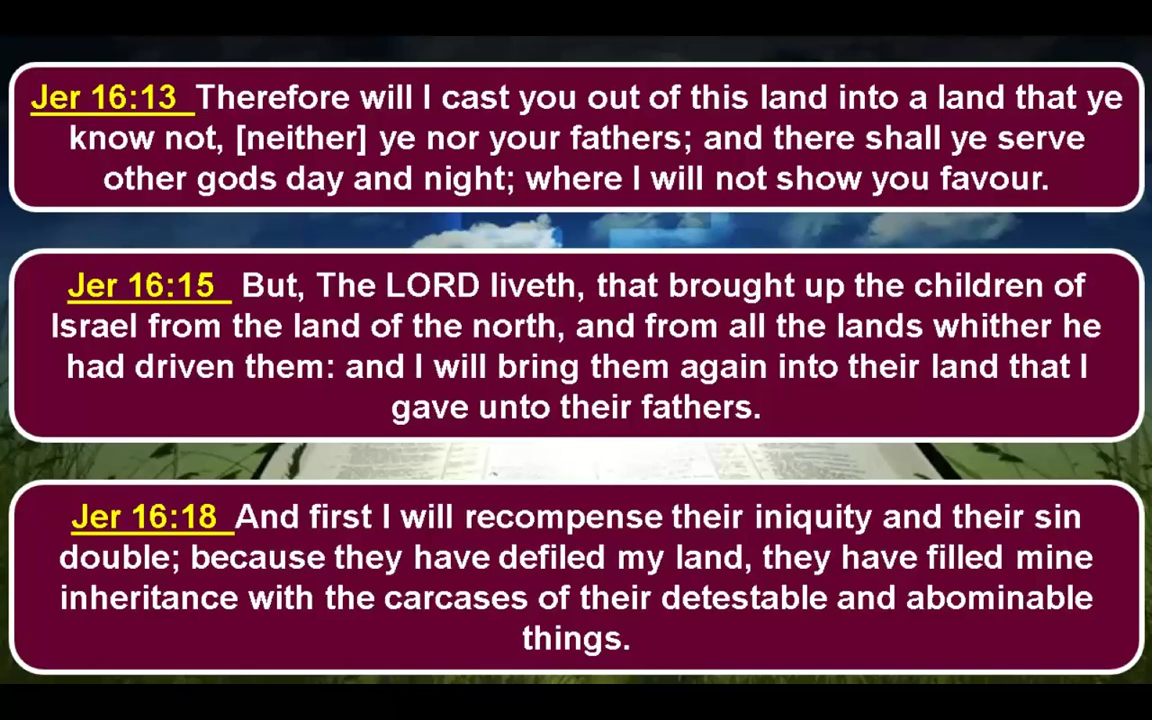 Jer 16:13 Therefore will I cast you out of this land into a land that ye
know not, [neither] ye nor your fathers; and there shall ye serve
other gods day and night; where I will not show you favour.
Jer 16:15 But, The LORD liveth, that brought up the children of
Israel from the land of the north, and from all the lands whither he
had driven them: and I will bring them again into their land that I
gave unto their fathers.
Jer 16:18 And first I will recompense their iniquity and their sin
double; because they have defiled my land, they have filled mine
inheritance with the carcases of their detestable and abominable
things.